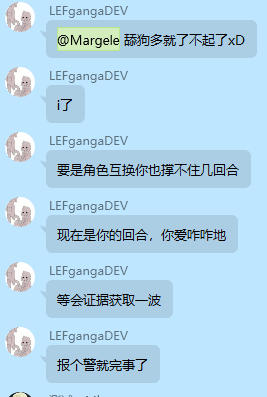 LEFgangaDEV
@Margele 舔狗多就了不起了xD
LEFgangaDEV
i了
LEFgangaDEV
要是角色互换你也撑不住几回合
LEFgangaDEV
现在是你的回合，你爱咋咋地
LEFgangaDEV
等会证据获取一波
LEFgangaDEV
报个警就完事了